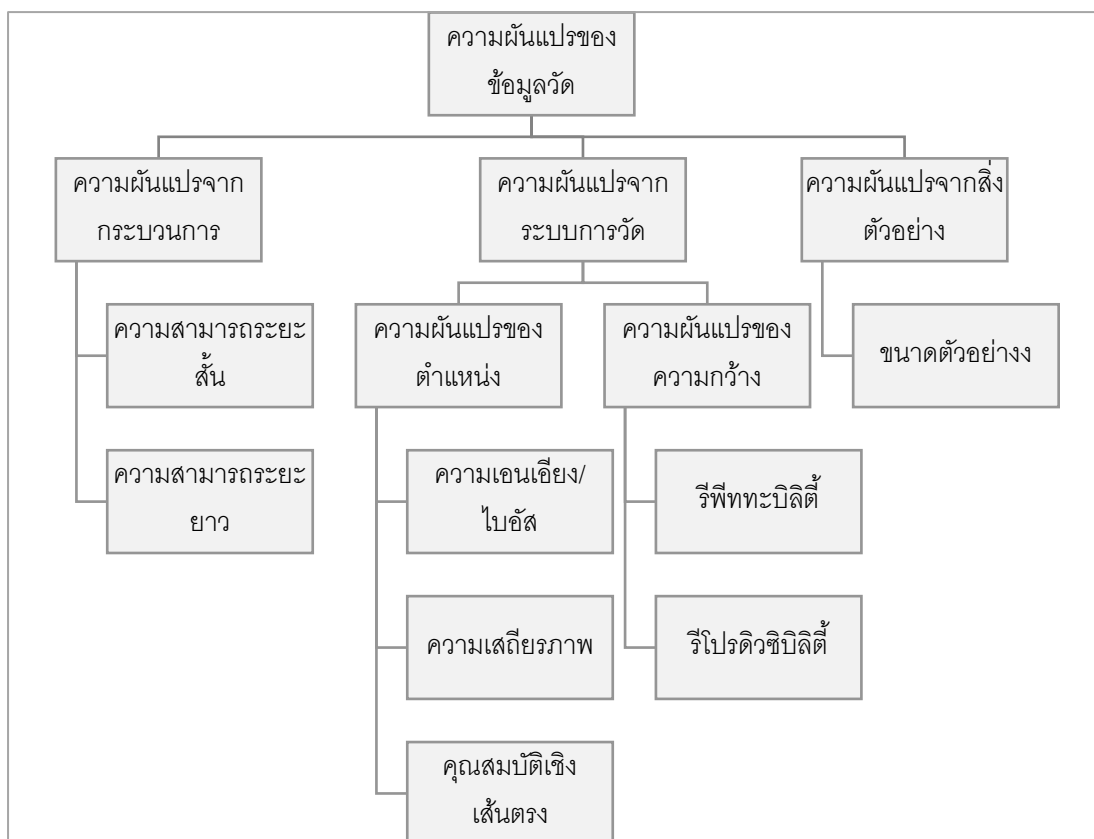 ความผันแปรของ
ข้อมูลวัด
ความผันแปรจาก
กระบวนการ
ความผันแปรจาก
ระบบการวัด
ความผันแปรจากสิ่ง
ตัวอย่าง
ความสามารถระยะ
สั้น
ความผันแปรของ
ตำแหน่ง
ความผันแปรของ
ความกว้าง
ขนาดตัวอย่างง
ความสามารถระยะ
ยาว
ความเอนเอียง/
ไบอัส
รีพีททะบิลิตี้
ความเสถียรภาพ
รีโปรดิวซิบิลิตี้
คุณสมบัติเชิง
เส้นตรง